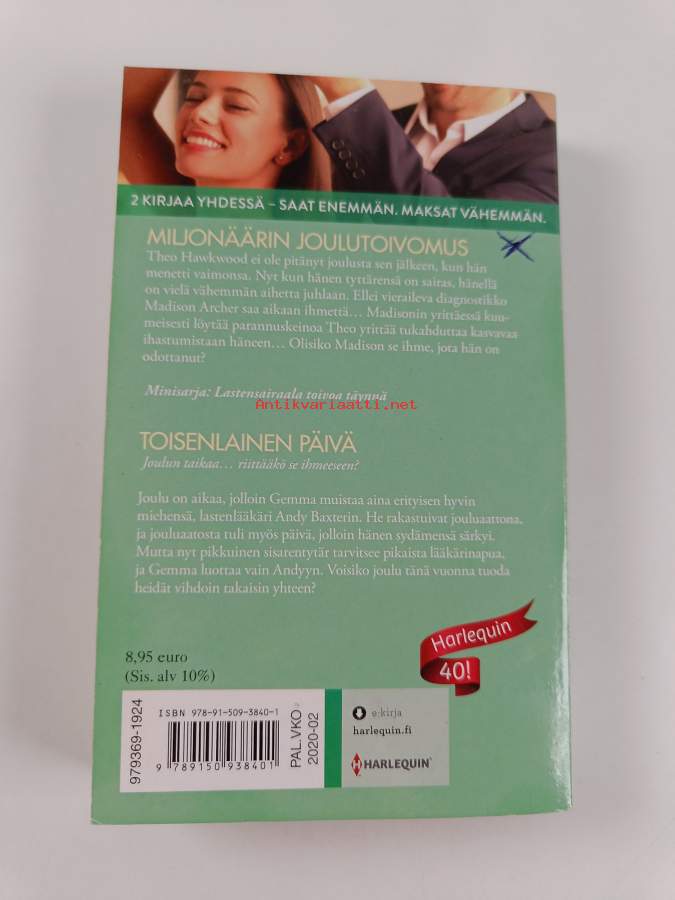 2 KIRJAA YHDESSÄ – SAAT ENEMMÄN. MAKSAT VÄHEMMÄN.
MILJONÄÄRIN JOULUTOIVOMUS
Theo Hawkwood ei ole pitänyt joulusta sen jälkeen, kun hän
menetti vaimonsa. Nyt kun hänen tyttärensä on sairas, hänellä
on vielä vähemmän aihetta juhlaan. Ellei vieraileva diagnostikko
Madison Archer saa aikaan ihmettä… Madisonin yrittäessä kuu-
meisesti löytää parannuskeinoa Theo yrittää tukahduttaa kasvavaa
ihastumistaan häneen… Olisiko Madison se ihme, jota hän on
odottanut?
Minisarja: Lastensairaala toivoa täynnä
Antikvariaatti.net
TOISENLAINEN PÄIVÄ
Joulun taikaa… riittääkö se ihmeeseen?
Joulu on aikaa, jolloin Gemma muistaa aina erityisen hyvin
miehensä, lastenlääkäri Andy Baxterin. He rakastuivat jouluaattona,
ja jouluaatosta tuli myös päivä, jolloin hänen sydämensä särkyi.
Mutta nyt pikkuinen sisarentytär tarvitsee pikaista lääkärinapua,
ja Gemma luottaa vain Andyyn. Voisiko joulu tänä vuonna tuoda
heidät vihdoin takaisin yhteen?
Harlequin
40!
8,95 euro
(Sis. alv 10%)
979369-1924
ISBN 978-91-509-3840-1
9 789150 938401
PAL.VKO
2020-02
e-kirja
harlequin.fi
HARLEQUIN